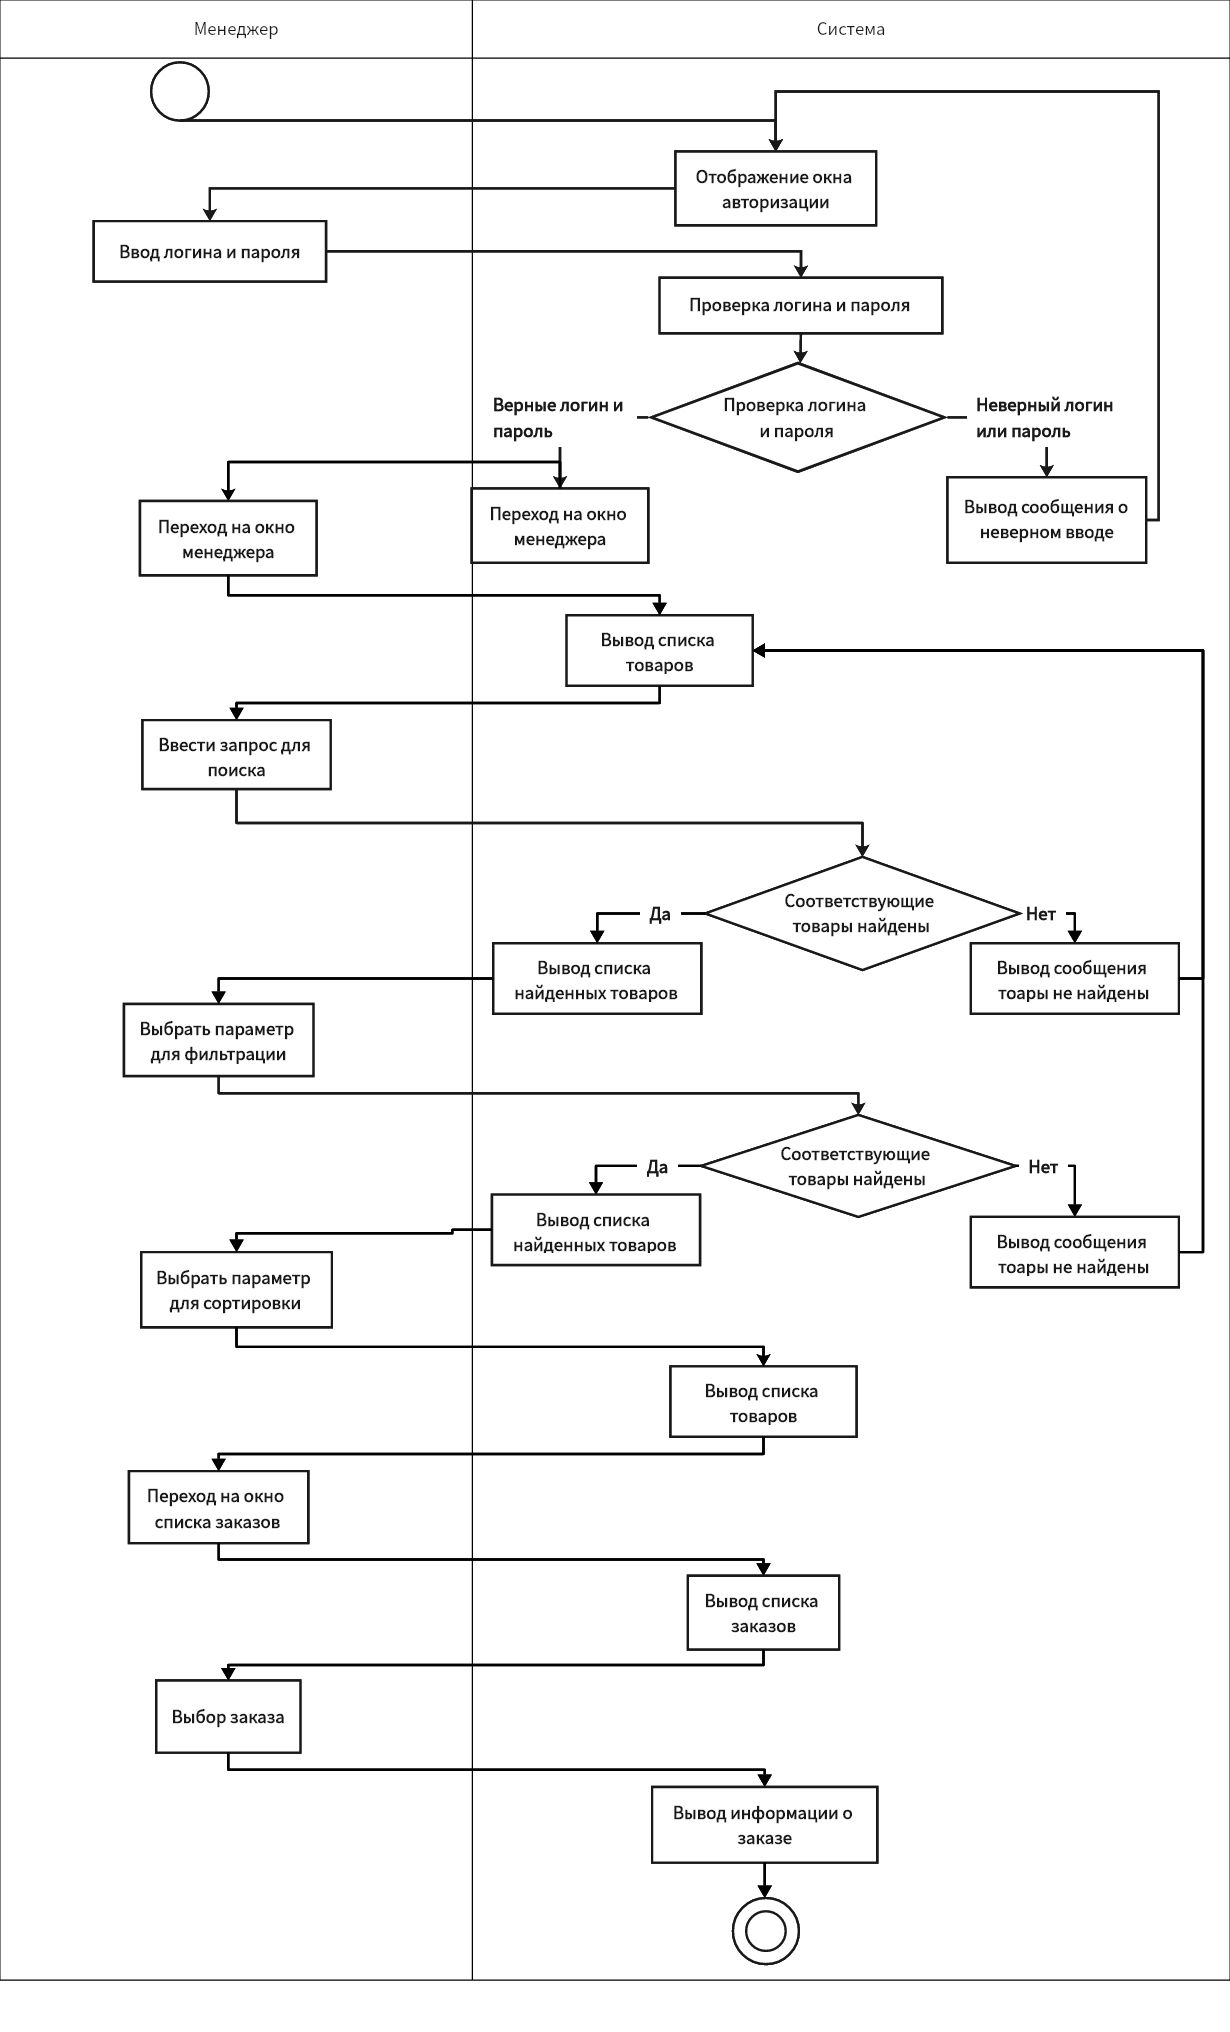 Менеджер
Система
Отображение окна
авторизации
Ввод логина и пароля
Проверка логина и пароля
Верные логин и
пароль
Проверка логина
и пароля
Неверный логин
или пароль
Переход на окно
менеджера
Переход на окно
менеджера
Вывод сообщения о
неверном вводе
Вывод списка
товаров
Ввести запрос для
поиска
Соответствующие
товары найдены
Да
Нет
Вывод списка
найденных товаров
Вывод сообщения
тоары не найдены
Выбрать параметр
для фильтрации
Соответствующие
товары найдены
Да
Нет
Вывод списка
найденных товаров
Вывод сообщения
тоары не найдены
Выбрать параметр
для сортировки
Вывод списка
товаров
Переход на окно
списка заказов
Вывод списка
заказов
Выбор заказа
Вывод информации о
заказе